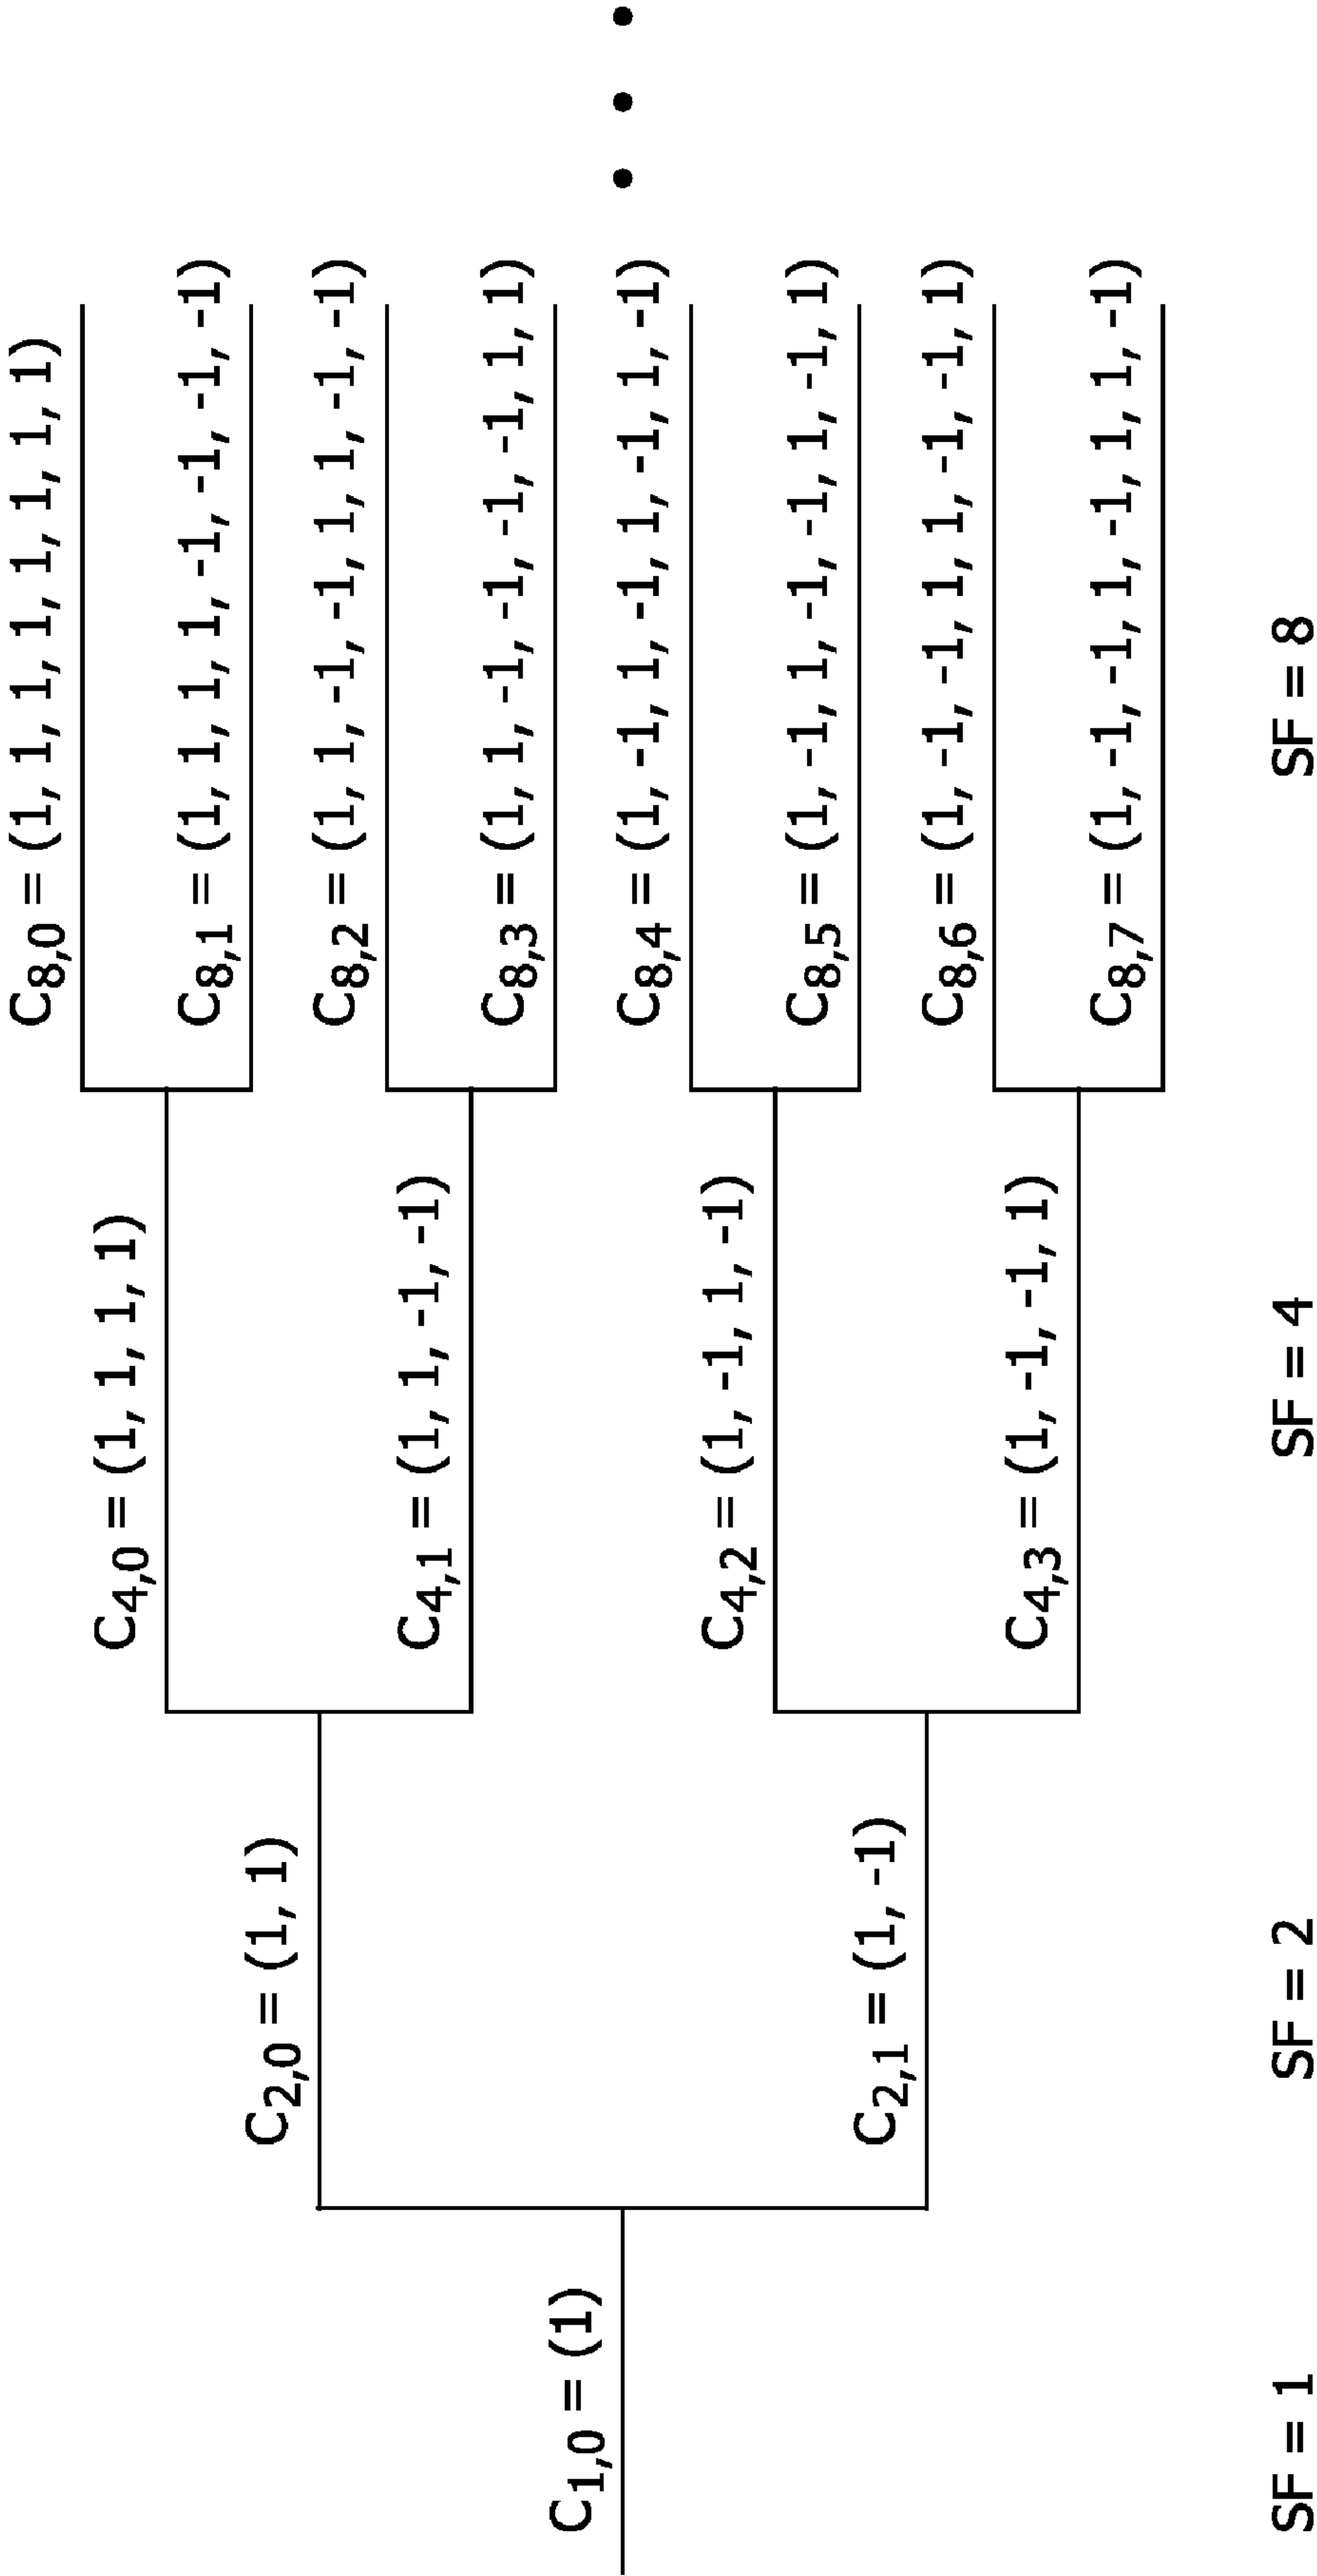 C1,0 = (1)
C2,0 = (1, 1)
C2,1 = (1, -1)
C4,0 = (1, 1, 1, 1)
C4,1 = (1, 1, -1, -1)
C4,2 = (1, -1, 1, -1)
C4,3 = (1, -1, -1, 1)
C8,0 = (1, 1, 1, 1, 1, 1, 1, 1)
C8,1 = (1, 1, 1, 1, -1, -1, -1, -1)
C8,2 = (1, 1, -1, -1, 1, 1, -1, -1)
C8,3 = (1, 1, -1, -1, -1, -1, 1, 1)
C8,4 = (1, -1, 1, -1, 1, -1, 1, -1)
C8,5 = (1, -1, 1, -1, -1, 1, -1, 1)
C8,6 = (1, -1, -1, 1, 1, -1, -1, 1)
C8,7 = (1, -1, -1, 1, -1, 1, 1, -1)
SF = 1
SF = 2
SF = 4
SF = 8